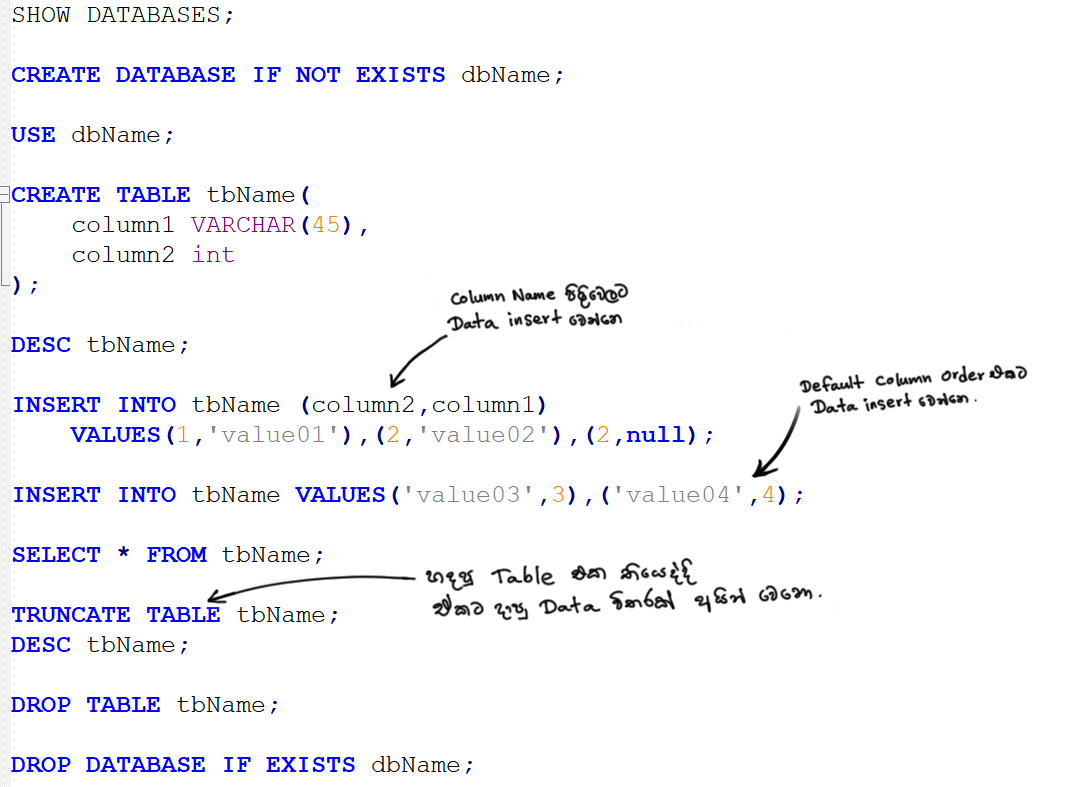 SHOW DATABASES;
CREATE DATABASE IF NOT EXISTS dbName;
USE dbName;
CREATE TABLE tbName(
column1 VARCHAR(45),
column2 int
);
Column Name පිළිවෙලට
Data insert වෙන්නෙ
DESC tbName;
Default Column Order එකට
Data insert වෙන්නෙ.
INSERT INTO tbName (column2,column1)
VALUES(1,'value01'),(2,'value02'),(2,null);
INSERT INTO tbName VALUES('value03',3),('value04',4);
SELECT * FROM tbName;
හදපු Table එක තියෙද්දි
ඒකට දාපු Data විතරක් අයින් වෙනො.
TRUNCATE TABLE tbName;
DESC tbName;
DROP TABLE tbName;
DROP DATABASE IF EXISTS dbName;